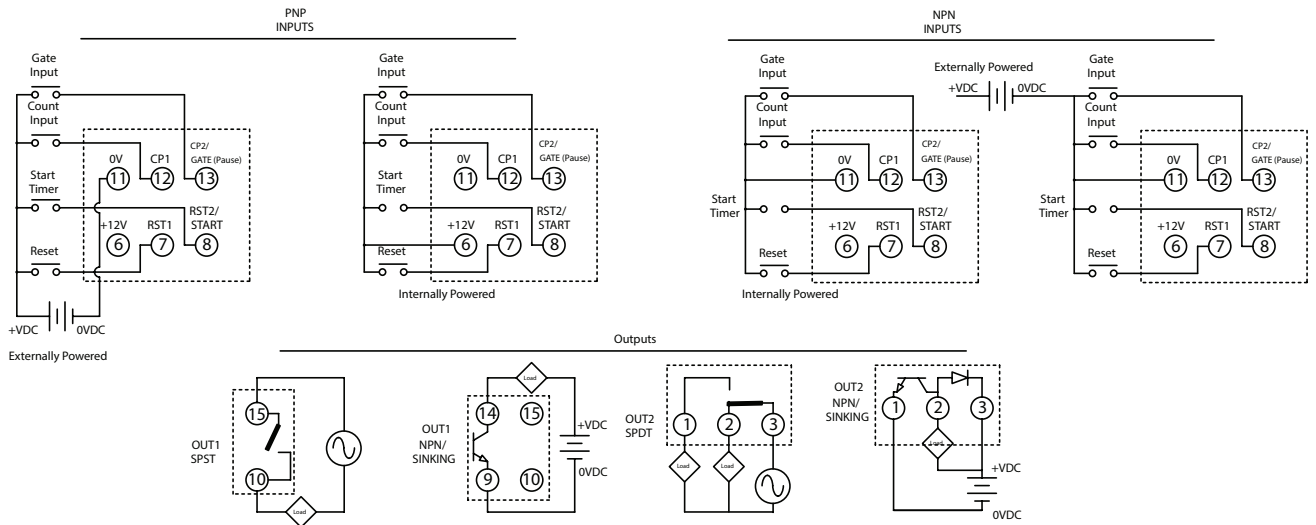 PNP
INPUTS
Gate
Input
Count
Input
CP2/
GATE (Pause)
0V
CP1
11
12
13
Start
Timer
RST2/
START
+12V
RST1
6
7
8
Reset
+VDC
0VDC
Externally Powered
Gate
Input
Count
Input
CP2/
GATE (Pause)
0V
CP1
11
12
13
Start
Timer
RST2/
START
+12V
RST1
6
7
8
Reset
Internally Powered
NPN
INPUTS
Gate
Input
Count
Input
CP2/
GATE (Pause)
0V
CP1
11
12
13
Start
Timer
RST2/
START
+12V
RST1
6
7
8
Reset
Internally Powered
Externally Powered
+VDC
0VDC
Gate
Input
Count
Input
CP2/
GATE (Pause)
0V
CP1
11
12
13
Start
Timer
RST2/
START
+12V
RST1
6
7
8
Reset
Outputs
15
OUT1
SPST
10
Load
Load
14
15
OUT1
NPN/
SINKING
9
10
+VDC
0VDC
OUT2
SPDT
1
2
3
Load
Load
OUT2
NPN/
SINKING
1
2
3
Load
+VDC
0VDC